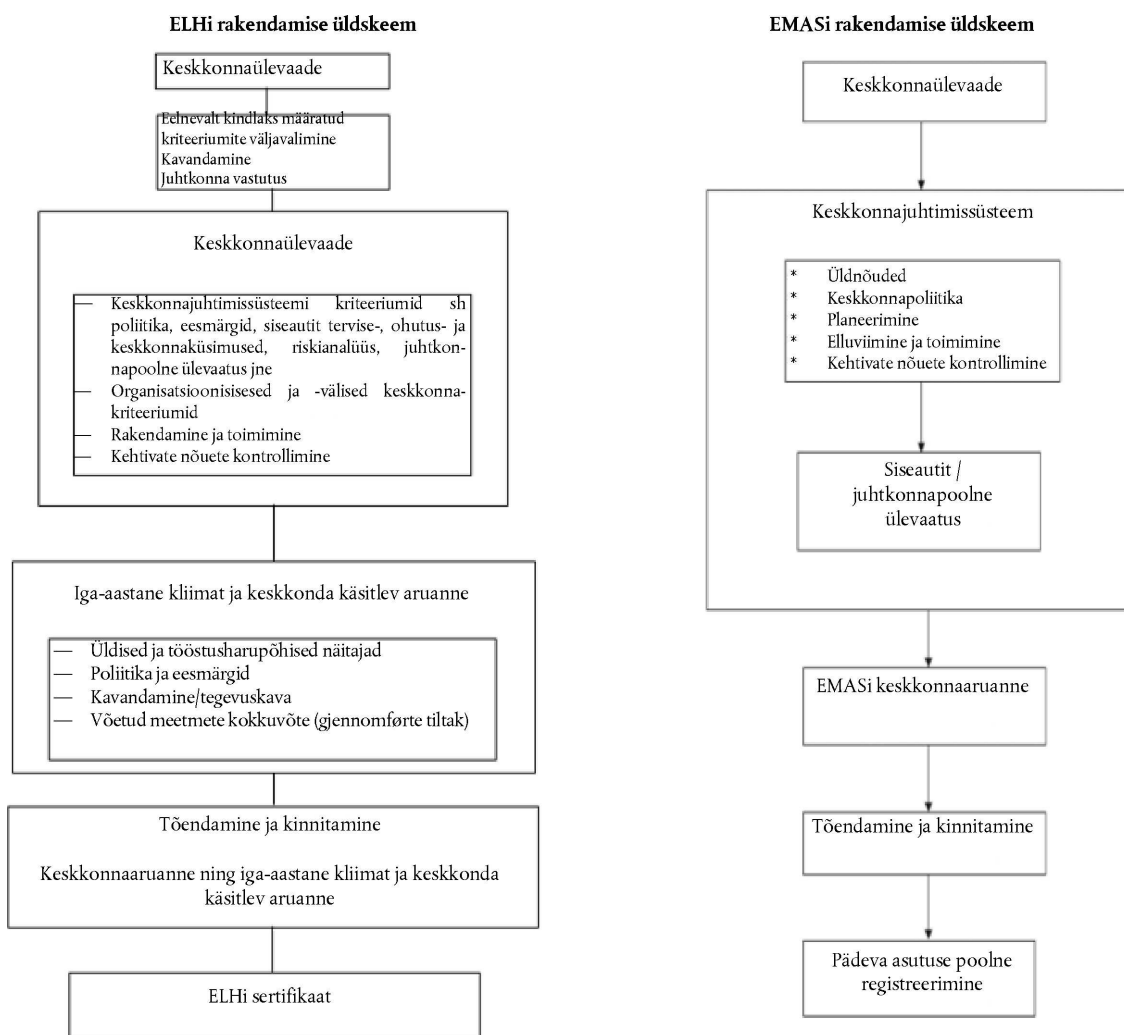 ELHi rakendamise üldskeem
Keskkonnaülevaade
Eelnevalt kindlaks määratud
kriteeriumite väljavalimine
Kavandamine
Juhtkonna vastutus
Keskkonnaülevaade
— Keskkonnajuhtimissüsteemi kriteeriumid sh
poliitika, eesmärgid, siseautit tervise-, ohutus- ja
keskkonnaküsimused, riskianalüüs, juhtkon-
napoolne ülevaatus jne
— Organisatsioonisisesed ja -välised keskkonna-
kriteeriumid
— Rakendamine ja toimimine
— Kehtivate nõuete kontrollimine
Iga-aastane kliimat ja keskkonda käsitlev aruanne
— Üldised ja tööstusharupõhised näitajad
— Poliitika ja eesmärgid
— Kavandamine/tegevuskava
— Võetud meetmete kokkuvõte (gjennomførte tiltak)
Tõendamine ja kinnitamine
Keskkonnaaruanne ning iga-aastane kliimat ja keskkonda
käsitlev aruanne
ELHi sertifikaat
EMASi rakendamise üldskeem
Keskkonnaülevaade
Keskkonnajuhtimissüsteem
* Üldnõuded
* Keskkonnapoliitika
* Planeerimine
* Elluviimine ja toimimine
* Kehtivate nõuete kontrollimine
Siseautit /
juhtkonnapoolne
ülevaatus
EMASi keskkonnaaruanne
Tõendamine ja kinnitamine
Pädeva asutuse poolne
registreerimine